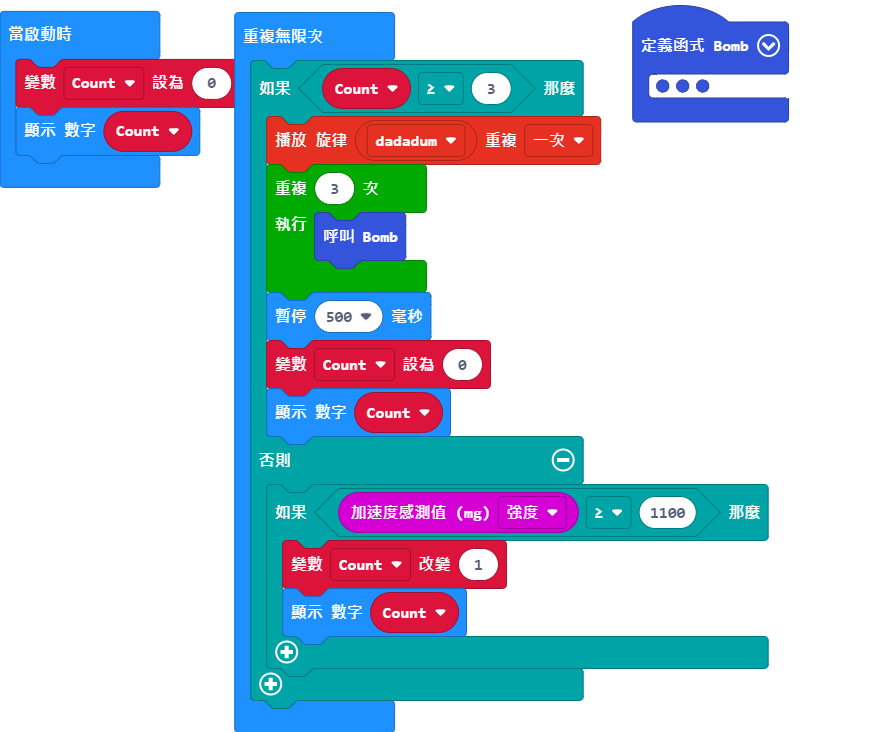 當啟動時
變數 Count 設為 0
顯示 數字 Count
重複無限次
如果 Count ≥ 3 那麼
播放 旋律 dadadum 重複 一次
重複 3 次
執行 呼叫 Bomb
暫停 500 毫秒
變數 Count 設為 0
顯示 數字 Count
否則
如果 加速度感測值 (mg) 強度 ≥ 1100 那麼
變數 Count 改變 1
顯示 數字 Count
定義函式 Bomb